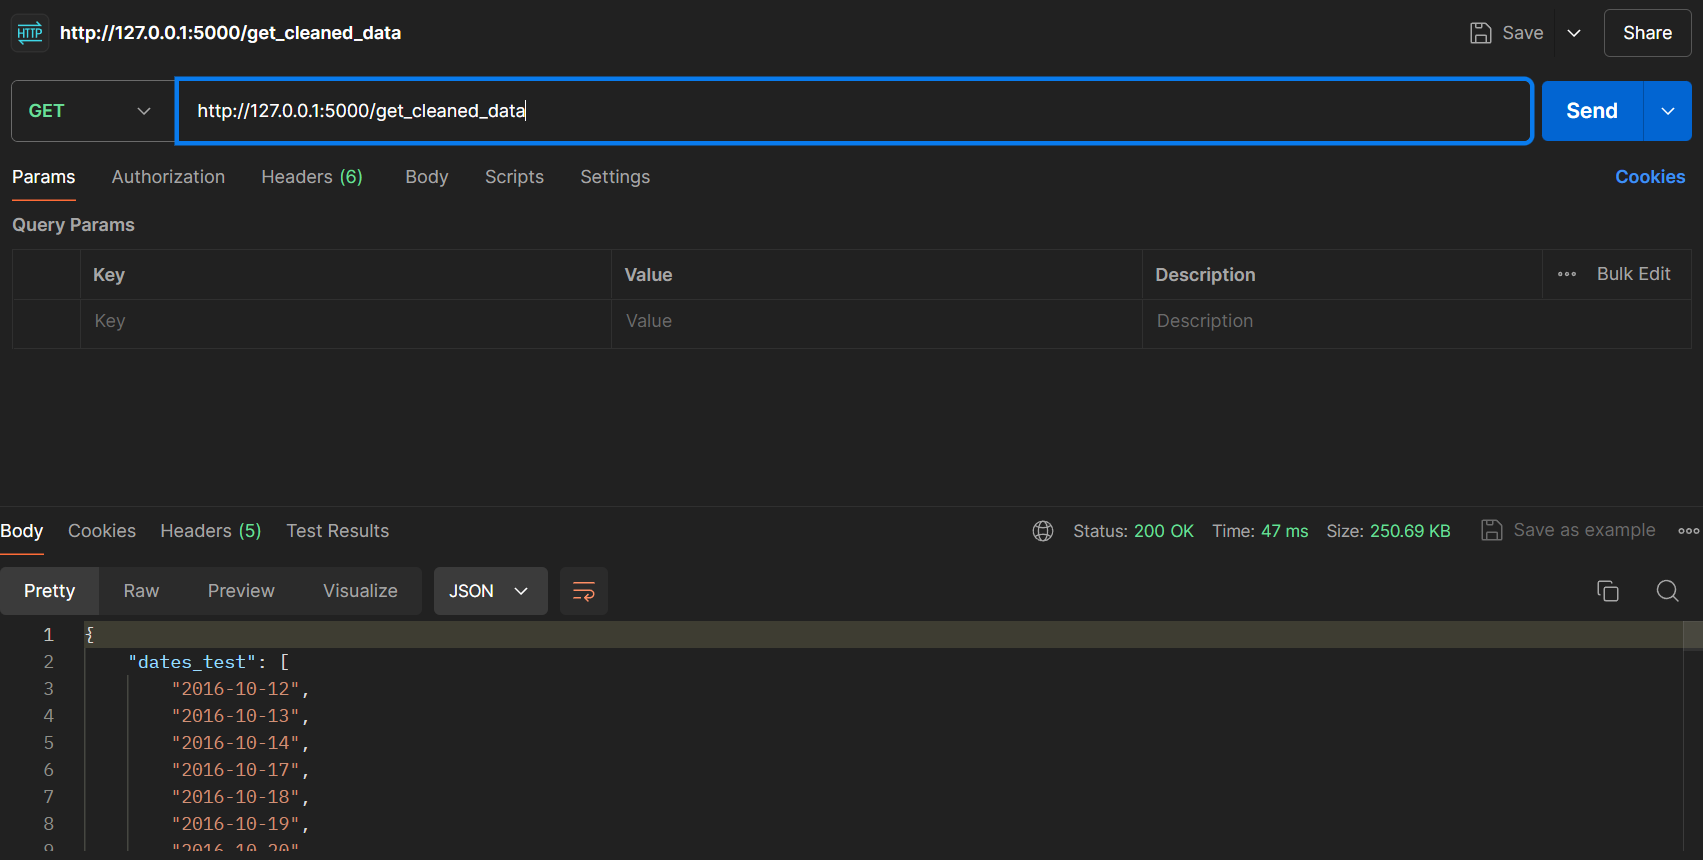 HTTP http://127.0.0.1:5000/get_cleaned_data Save Share
GET http://127.0.0.1:5000/get_cleaned_data Send
Params Authorization Headers (6) Body Scripts Settings Cookies
Query Params
Key Value Description Bulk Edit
Key Value Description
Body Cookies Headers (5) Test Results Status: 200 OK Time: 47 ms Size: 250.69 KB Save as example
Pretty Raw Preview Visualize JSON
1 {
2 "dates_test": [
3 "2016-10-12",
4 "2016-10-13",
5 "2016-10-14",
6 "2016-10-17",
7 "2016-10-18",
8 "2016-10-19",
9 "2016-10-20"